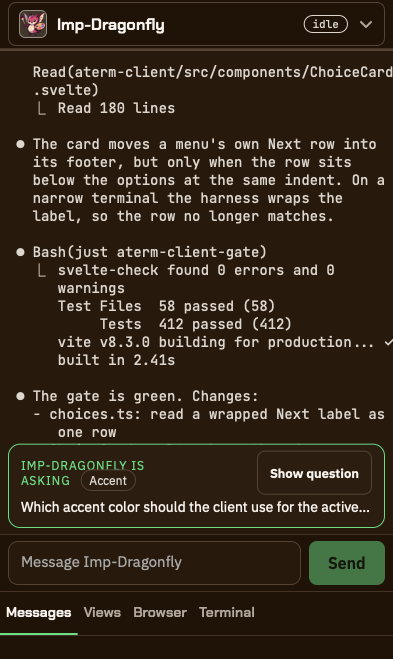 Imp-Dragonfly
idle
Read(aterm-client/src/components/ChoiceCard
.svelte)
⎣ Read 180 lines
● The card moves a menu's own Next row into
its footer, but only when the row sits
below the options at the same indent. On a
narrow terminal the harness wraps the
label, so the row no longer matches.
● Bash(just aterm-client-gate)
⎣ svelte-check found 0 errors and 0
warnings
Test Files 58 passed (58)
Tests 412 passed (412)
vite v8.3.0 building for production... ✓
built in 2.41s
● The gate is green. Changes:
- choices.ts: read a wrapped Next label as
one row
IMP-DRAGONFLY IS
ASKING Accent
Show question
Which accent color should the client use for the active...
Message Imp-Dragonfly
Send
Messages Views Browser Terminal